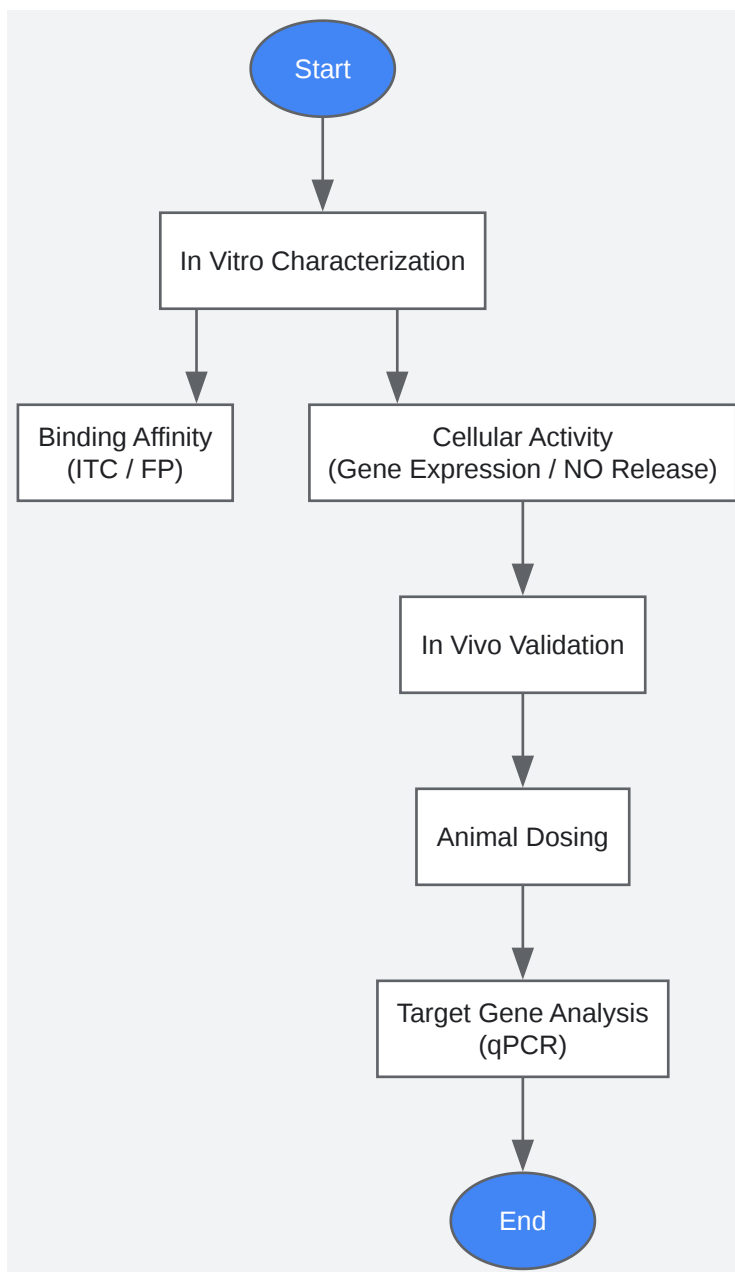 Start
In Vitro Characterization
Binding Affinity
(ITC / FP)
Cellular Activity
(Gene Expression / NO Release)
In Vivo Validation
Animal Dosing
Target Gene Analysis
(qPCR)
End